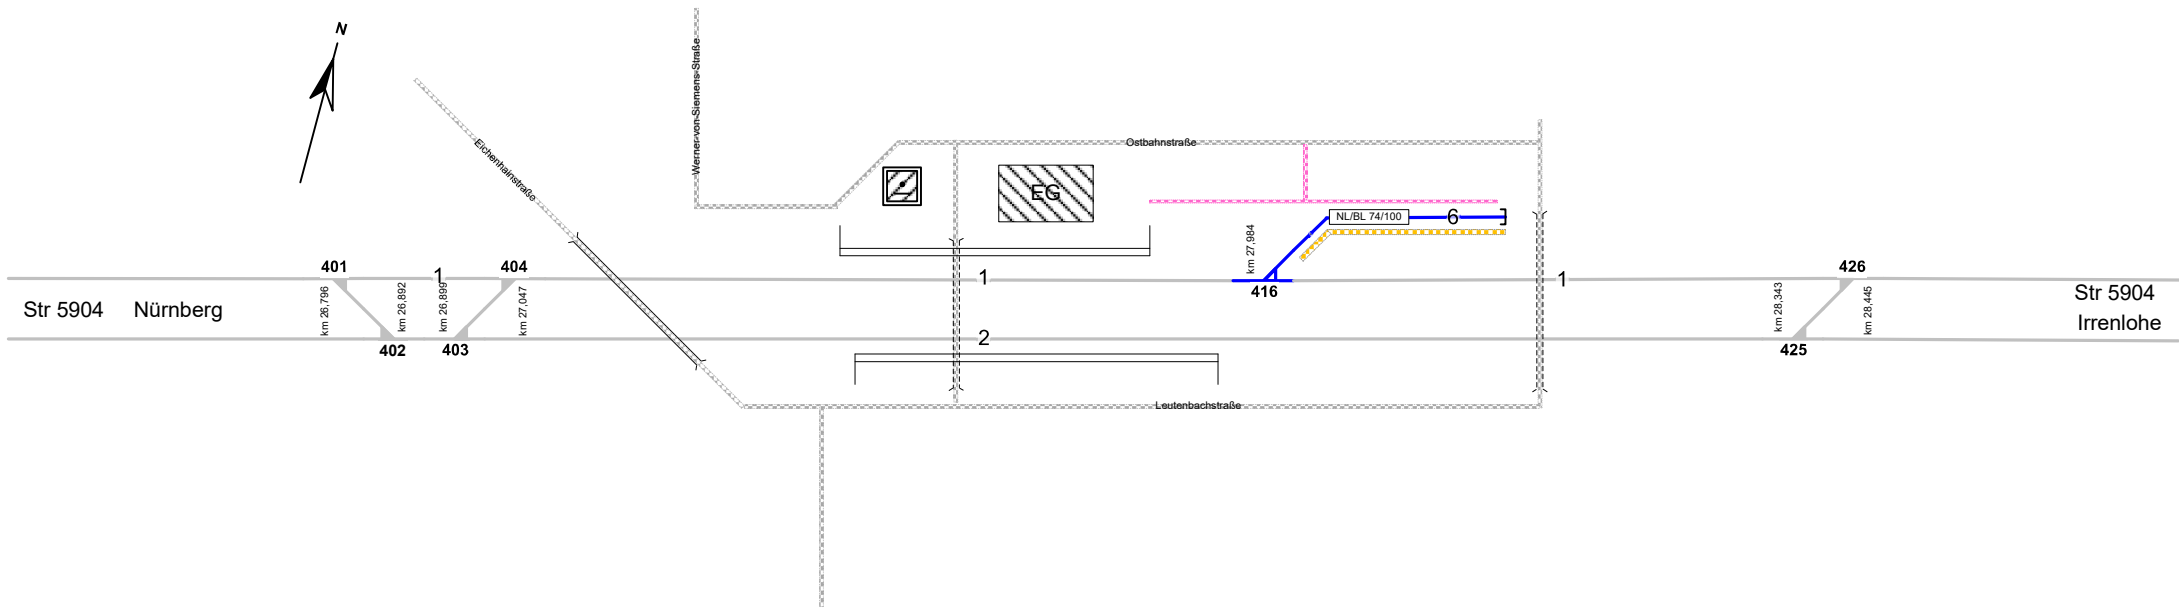 N
Werner-von-Siemens-Straße
Eichenhainstraße
Ostbahnstraße
EG
NL/BL 74/100
6
km 27,984
401
1
404
1
416
1
426
Str 5904 Nürnberg
km 26,796
km 26,892
km 26,899
km 27,047
km 28,343
km 28,445
Str 5904
Irrenlohe
402
403
2
425
Leutenbachstraße